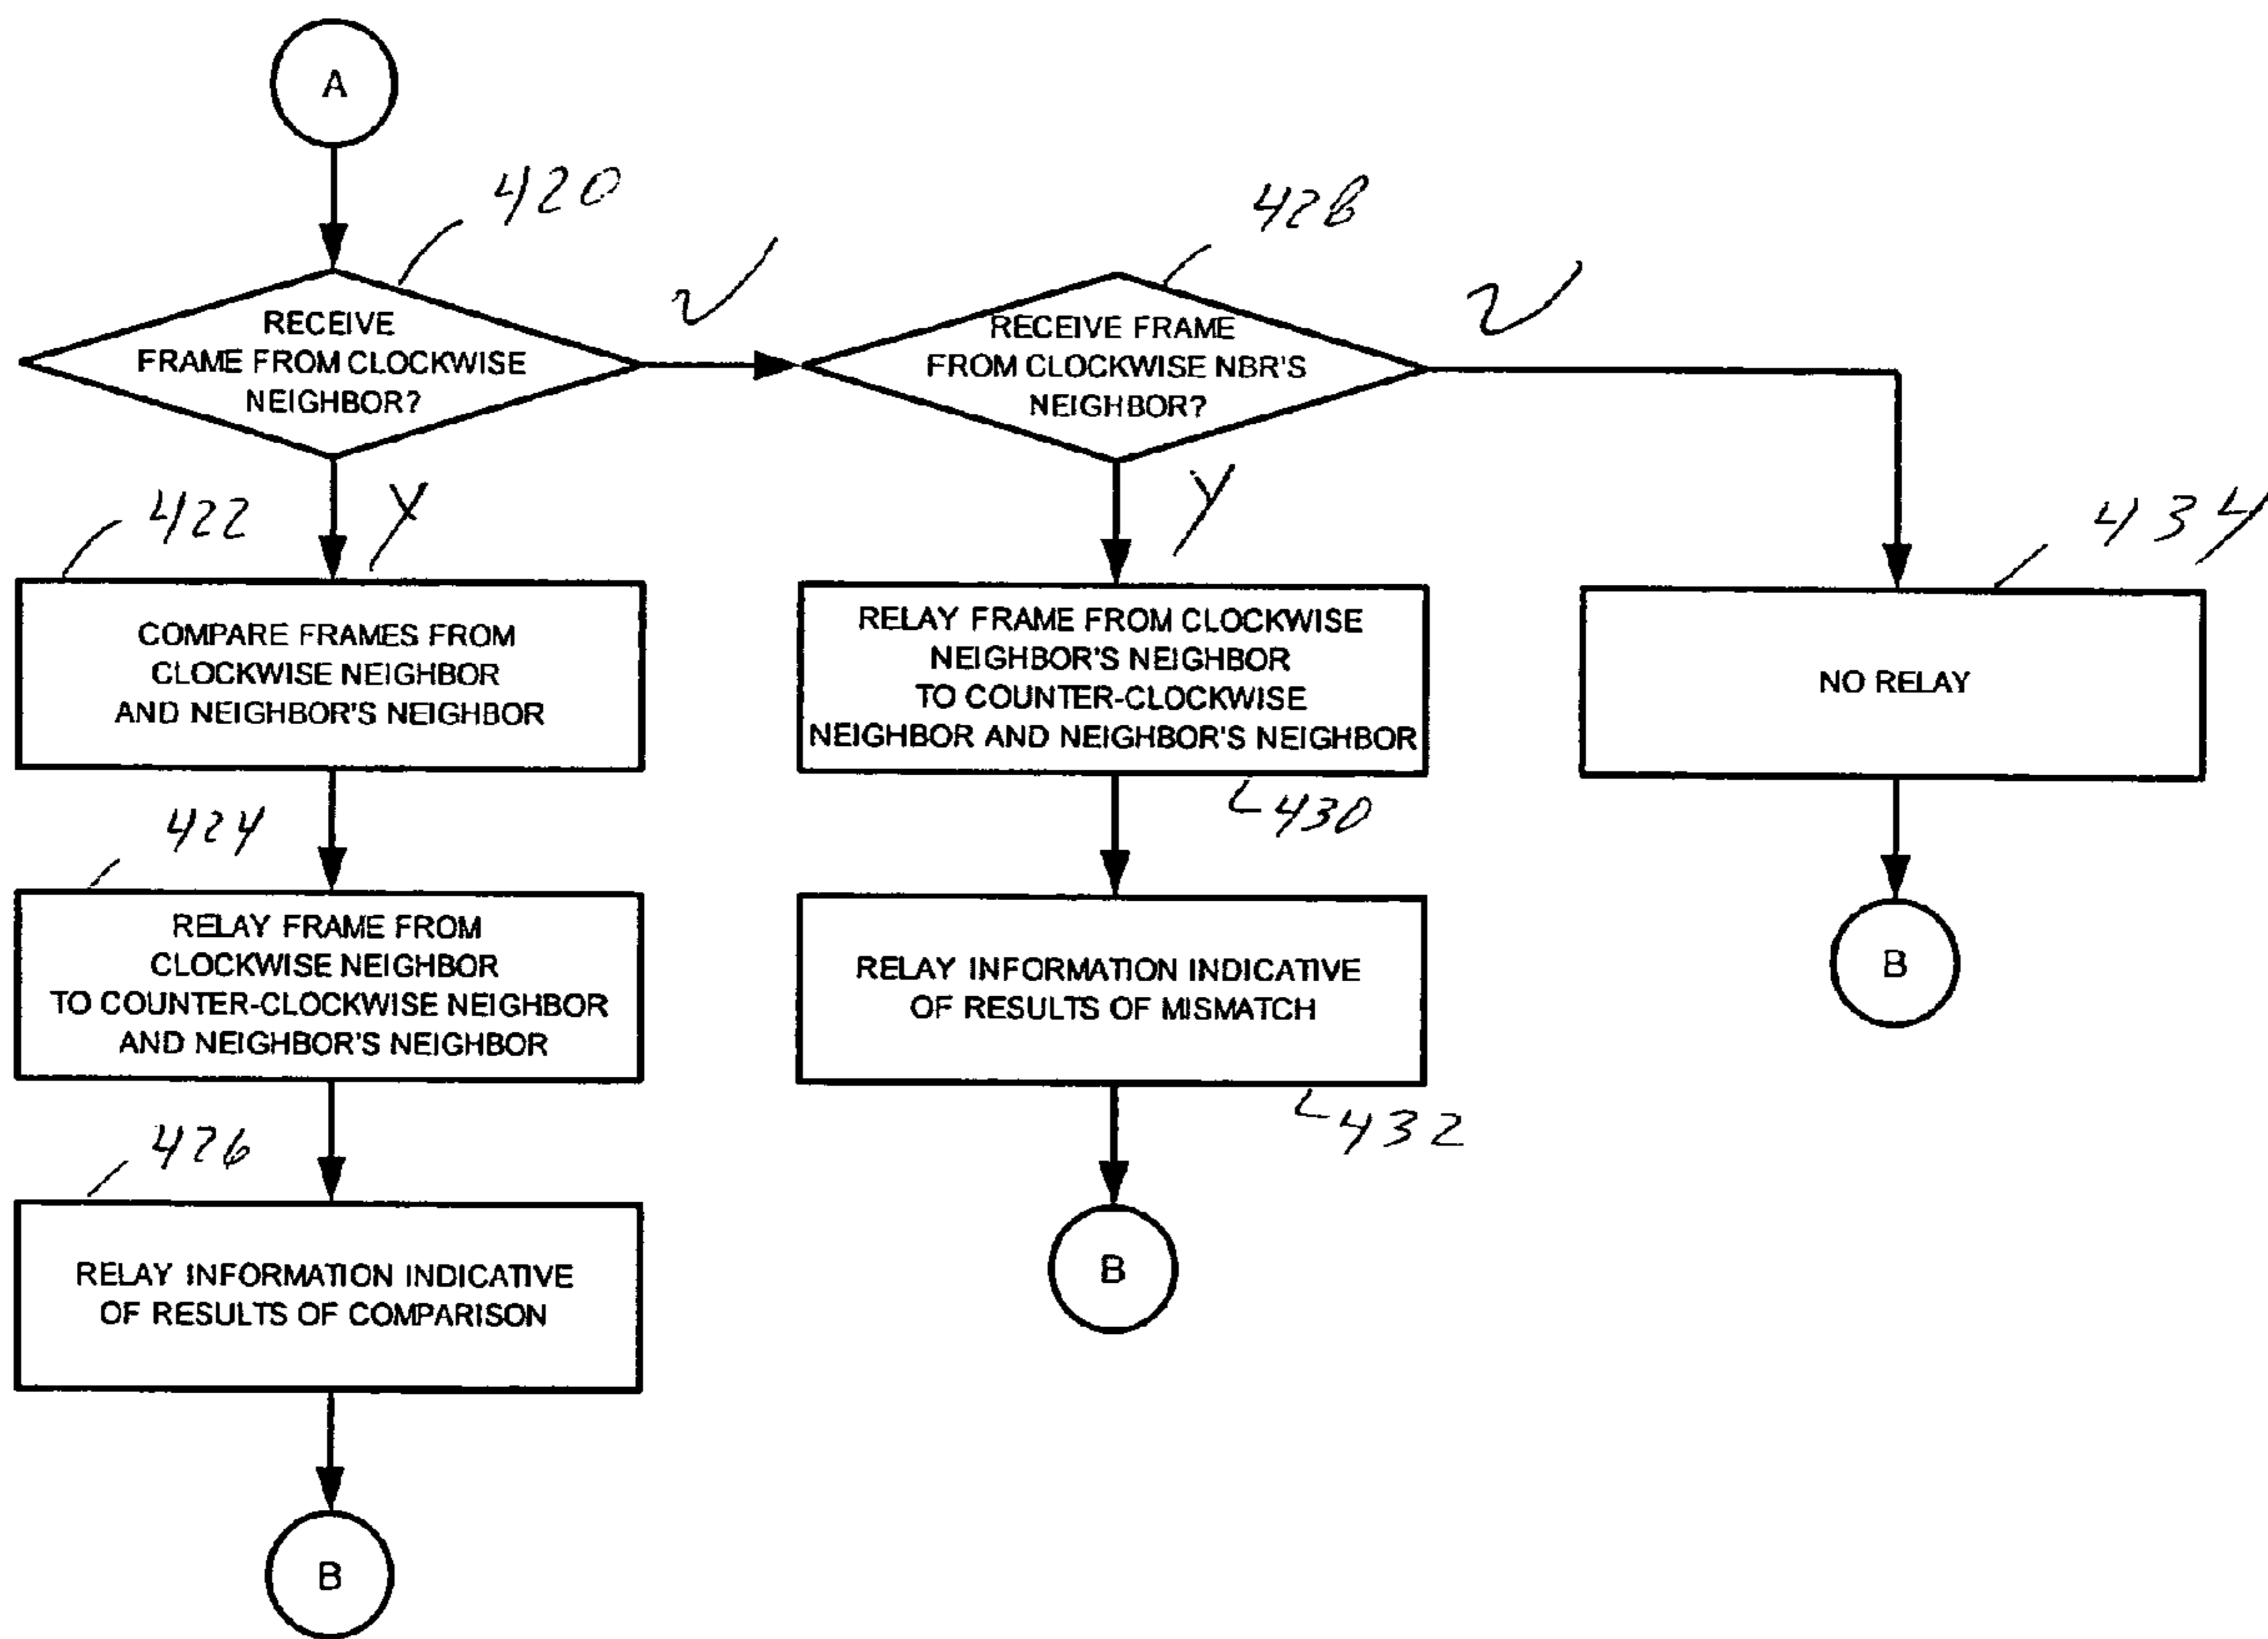 A
420
428
RECEIVE
FRAME FROM CLOCKWISE
NEIGHBOR?
N
RECEIVE FRAME
FROM CLOCKWISE NBR'S
NEIGHBOR?
N
422
Y
Y
434
COMPARE FRAMES FROM
CLOCKWISE NEIGHBOR
AND NEIGHBOR'S NEIGHBOR
RELAY FRAME FROM CLOCKWISE
NEIGHBOR'S NEIGHBOR
TO COUNTER-CLOCKWISE
NEIGHBOR AND NEIGHBOR'S NEIGHBOR
NO RELAY
424
430
RELAY FRAME FROM
CLOCKWISE NEIGHBOR
TO COUNTER-CLOCKWISE NEIGHBOR
AND NEIGHBOR'S NEIGHBOR
RELAY INFORMATION INDICATIVE
OF RESULTS OF MISMATCH
B
426
432
RELAY INFORMATION INDICATIVE
OF RESULTS OF COMPARISON
B
B